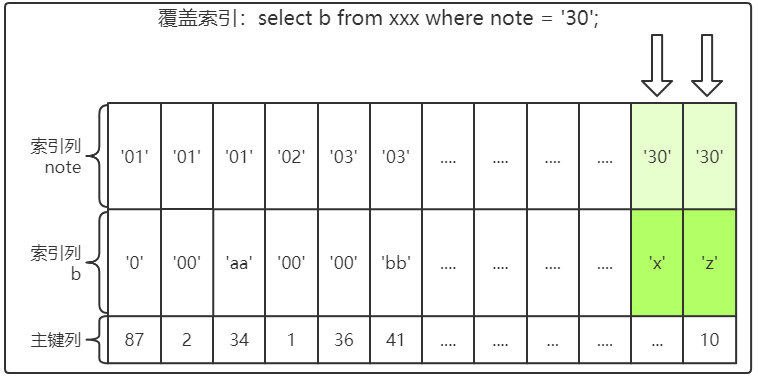 覆盖索引：select b from xxx where note = '30';
索引列 note
'01' '01' '01' '02' '03' '03' .... .... .... .... '30' '30'
索引列 b
'0' '00' 'aa' '00' '00' 'bb' .... .... .... .... 'x' 'z'
主键列 87 2 34 1 36 41 .... .... ... .... ... 10